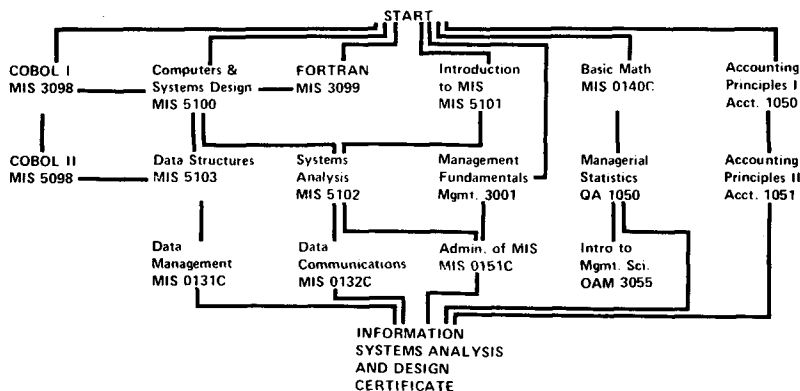 START
COBOL I
MIS 3098
Computers &
Systems Design
MIS 5100
FORTRAN
MIS 3099
Introduction
to MIS
MIS 5101
Basic Math
MIS 0140C
Accounting
Principles I
Acct. 1050
COBOL II
MIS 5098
Data Structures
MIS 5103
Systems
Analysis
MIS 5102
Management
Fundamentals
Mgmt. 3001
Managerial
Statistics
QA 1050
Accounting
Principles II
Acct. 1051
Data
Management
MIS 0131C
Data
Communications
MIS 0132C
Admin. of MIS
MIS 0151C
Intro to
Mgmt. Sci.
OAM 3055
INFORMATION
SYSTEMS ANALYSIS
AND DESIGN
CERTIFICATE